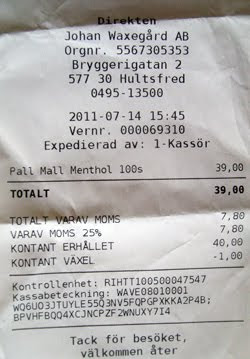 Direkten
Johan Waxegård AB
Orgnr. 5567305353
Bryggerigatan 2
577 30 Hultsfred
0495-13500
2011-07-14 15:45
Vernr. 000069310
Expedierad av: 1-Kassör
Pall Mall Menthol 100s 39,00
TOTALT 39,00
TOTALT VARAV MOMS 7,80
VARAV MOMS 25% 7,80
KONTANT ERHÅLLET 40,00
KONTANT VÄXEL -1,00
Kontrollenhet: RIHTT100500047547
Kassabeteckning: WAVE08010001
WQ6UO3JTUYLE55Q3NV5FQPGPXKKA2P4B;
BPVHFBQQ4XCJNCPZF2WNUXY7I4
Tack för besöket,
välkommen åter